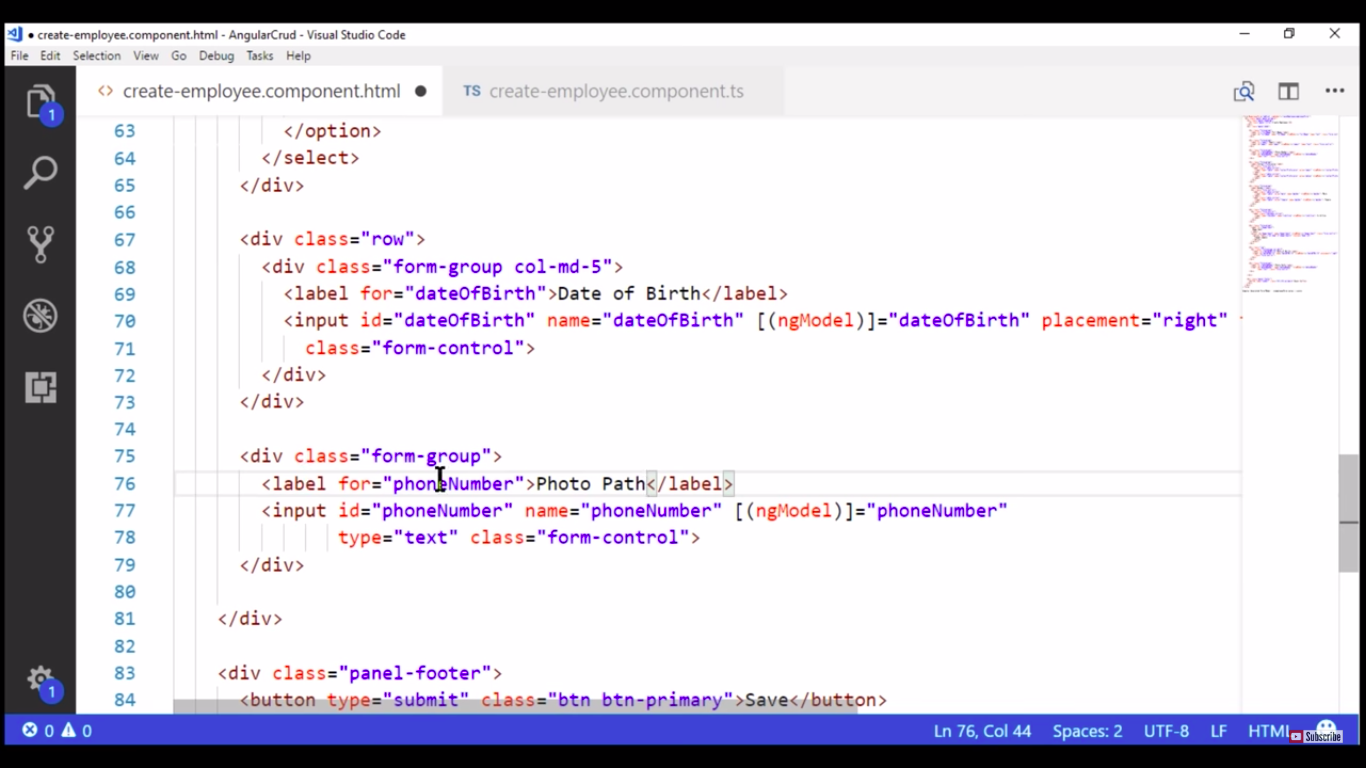 ● create-employee.component.html - AngularCrud - Visual Studio Code
File Edit Selection View Go Debug Tasks Help
<> create-employee.component.html ● TS create-employee.component.ts
1
63 </option>
64 </select>
65 </div>
66
67 <div class="row">
68 <div class="form-group col-md-5">
69 <label for="dateOfBirth">Date of Birth</label>
70 <input id="dateOfBirth" name="dateOfBirth" [(ngModel)]="dateOfBirth" placement="right"
71 class="form-control">
72 </div>
73 </div>
74
75 <div class="form-group">
76 <label for="phoneNumber">Photo Path</label>
77 <input id="phoneNumber" name="phoneNumber" [(ngModel)]="phoneNumber"
78 type="text" class="form-control">
79 </div>
80
81 </div>
82
83 <div class="panel-footer">
84 <button type="submit" class="btn btn-primary">Save</button>
1
0 0 Ln 76, Col 44 Spaces: 2 UTF-8 LF HTML Subscribe